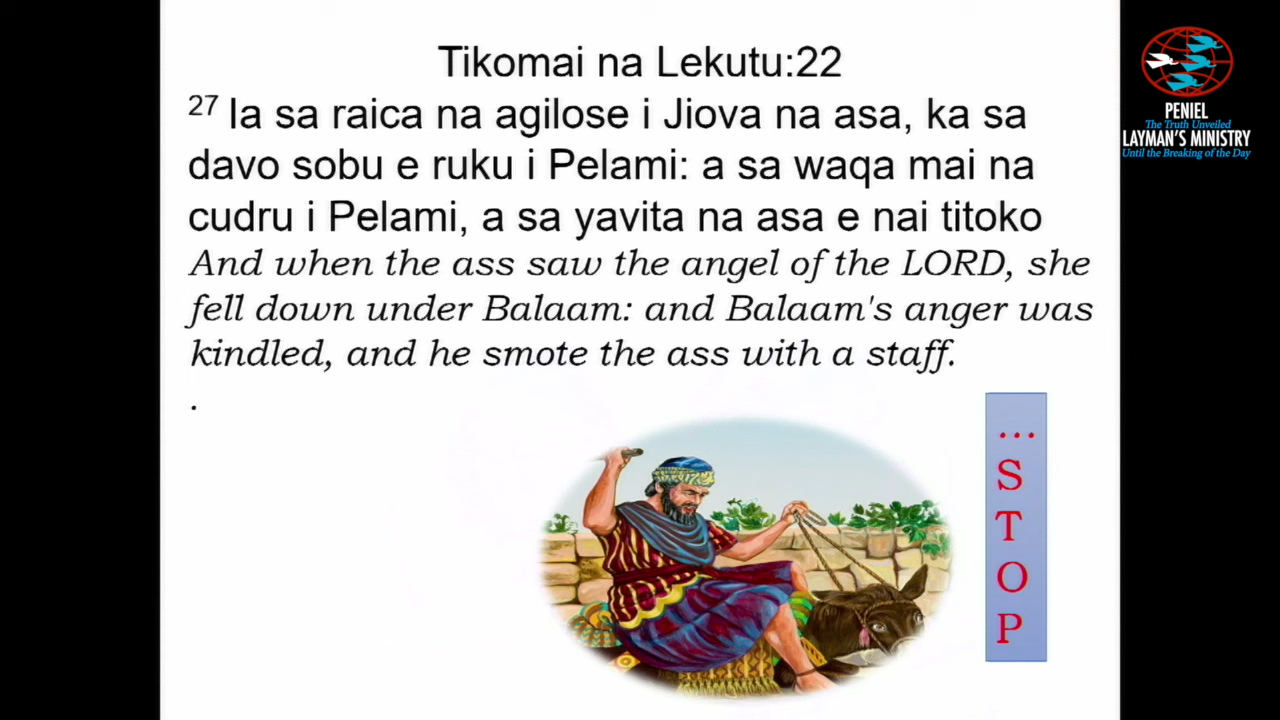 Tikomai na Lekutu:22
27 Ia sa raica na agilose i Jiova na asa, ka sa
davo sobu e ruku i Pelami: a sa waqa mai na
cudru i Pelami, a sa yavita na asa e nai titoko
And when the ass saw the angel of the LORD, she
fell down under Balaam: and Balaam's anger was
kindled, and he smote the ass with a staff.
.
...
S
T
O
P
PENIEL
The Truth Unveiled
LAYMAN'S MINISTRY
Until the Breaking of the Day